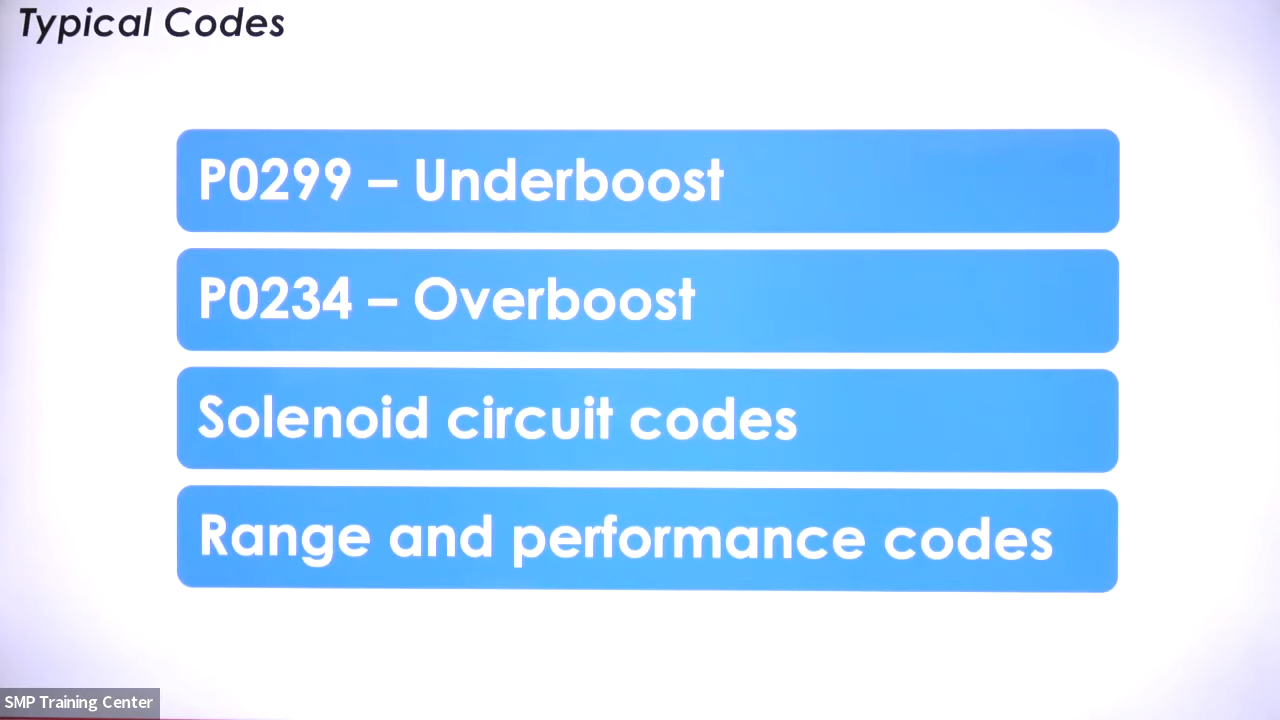 Typical Codes
P0299 – Underboost
P0234 – Overboost
Solenoid circuit codes
Range and performance codes
SMP Training Center